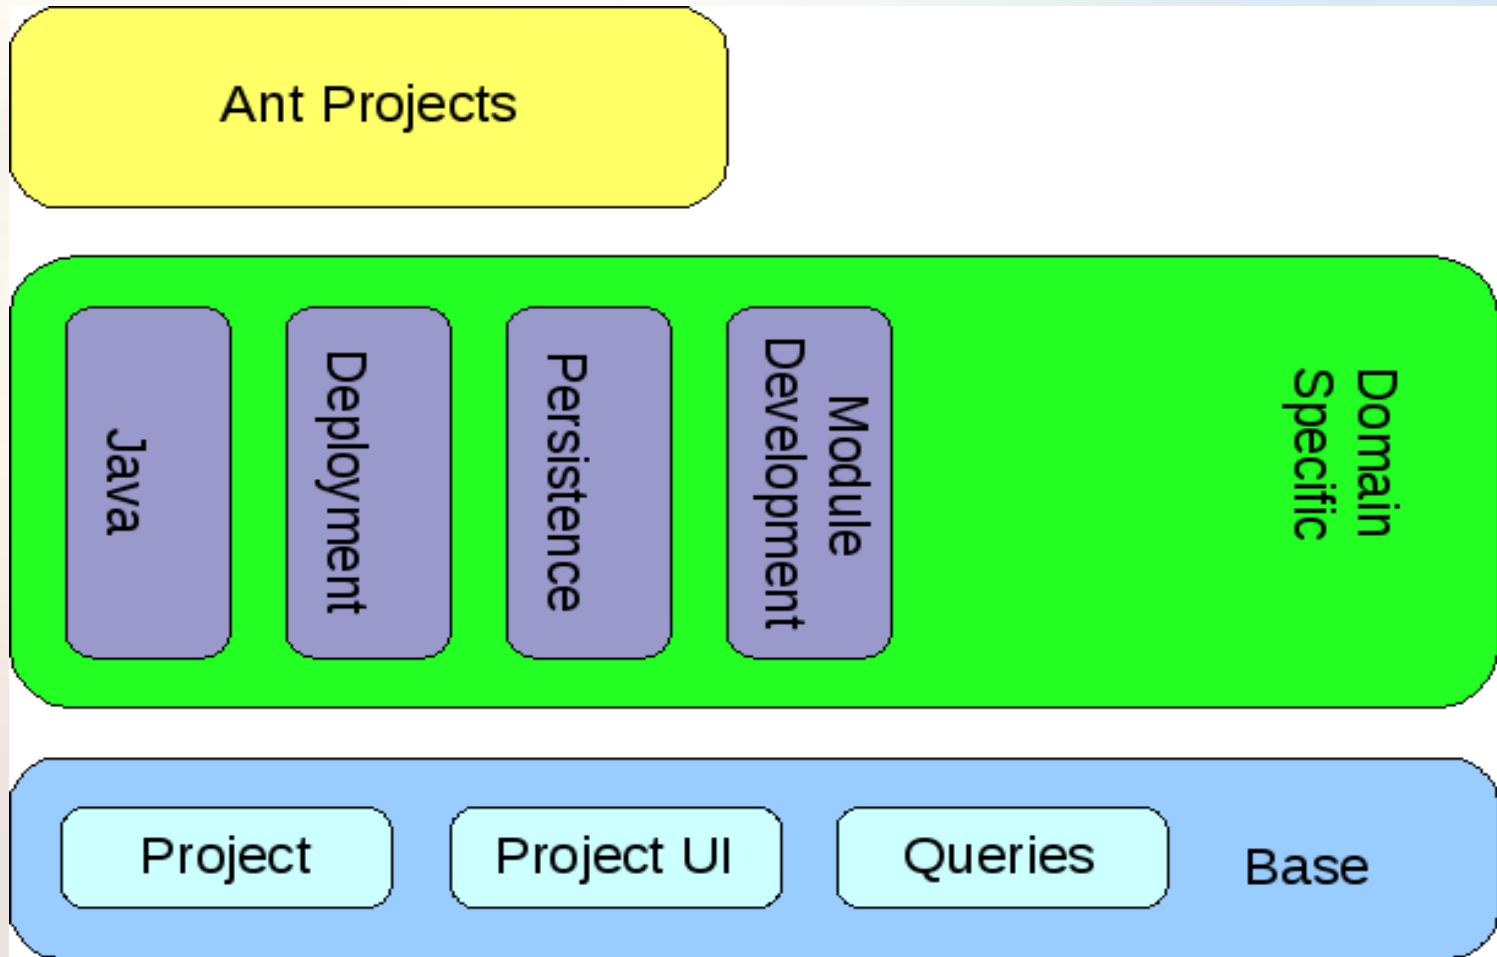 Ant Projects
Java
Deployment
Persistence
Module
Development
Domain
Specific
Project
Project UI
Queries
Base